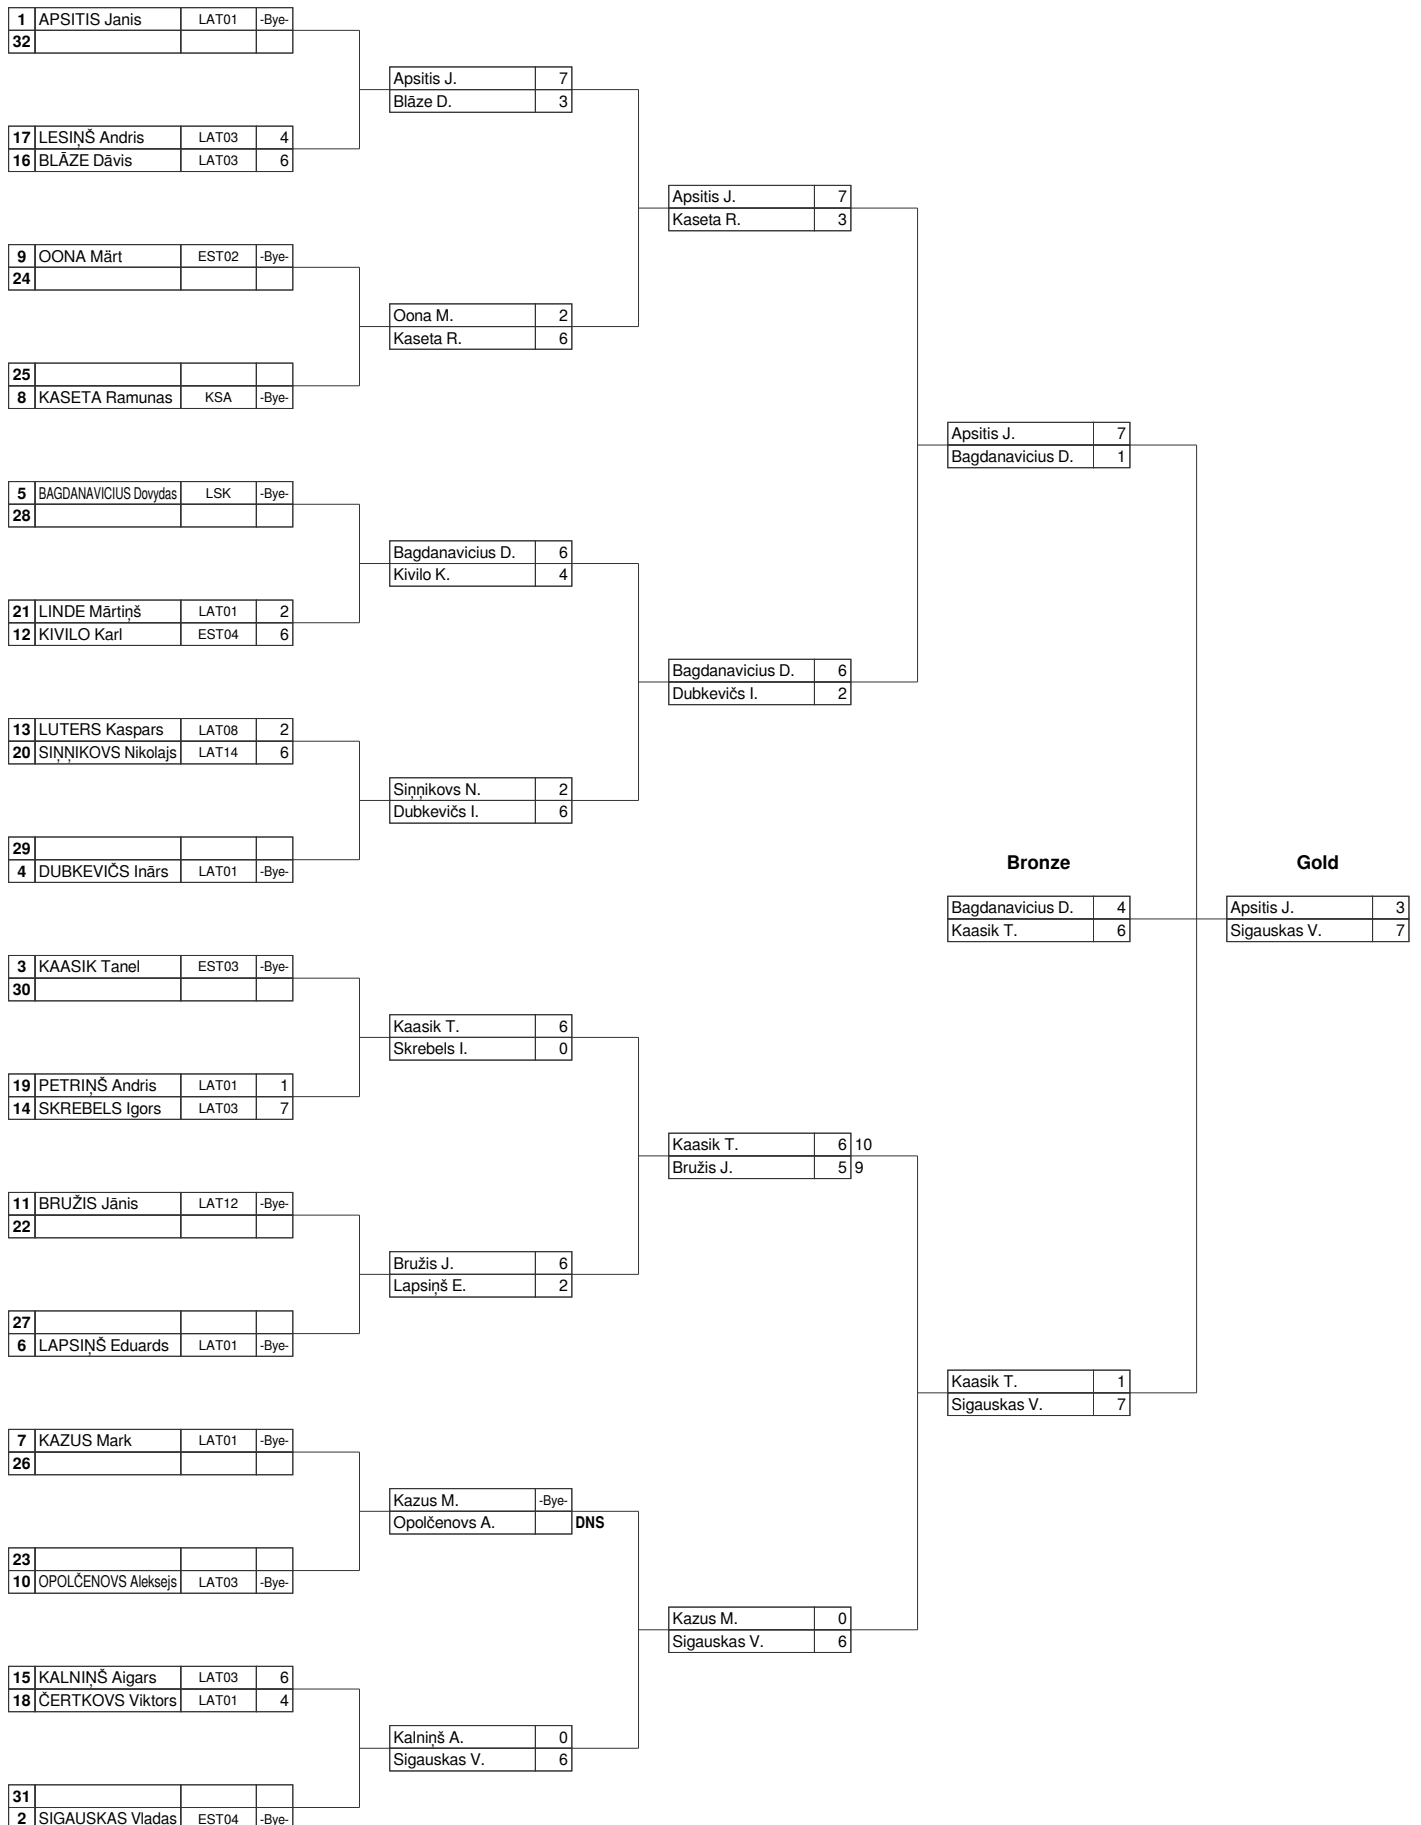 1 APSITIS Janis LAT01 -Bye-
32
Apsitis J. 7
Blāze D. 3
17 LESIŅŠ Andris LAT03 4
16 BLĀZE Dāvis LAT03 6
Apsitis J. 7
Kaseta R. 3
9 OONA Märt EST02 -Bye-
24
Oona M. 2
Kaseta R. 6
25
8 KASETA Ramunas KSA -Bye-
Apsitis J. 7
Bagdanavicius D. 1
5 BAGDANAVICIUS Dovydas LSK -Bye-
28
Bagdanavicius D. 6
Kivilo K. 4
21 LINDE Mārtiņš LAT01 2
12 KIVILO Karl EST04 6
Bagdanavicius D. 6
Dubkevičs I. 2
13 LUTERS Kaspars LAT08 2
20 SIŅŅIKOVS Nikolajs LAT14 6
Siņņikovs N. 2
Dubkevičs I. 6
29
4 DUBKEVIČS Inārs LAT01 -Bye-
Bronze Gold
Bagdanavicius D. 4 Apsitis J. 3
Kaasik T. 6 Sigauskas V. 7
3 KAASIK Tanel EST03 -Bye-
30
Kaasik T. 6
Skrebels I. 0
19 PETRIŅŠ Andris LAT01 1
14 SKREBELS Igors LAT03 7
Kaasik T. 6 10
Bružis J. 5 9
11 BRUŽIS Jānis LAT12 -Bye-
22
Bružis J. 6
Lapsiņš E. 2
27
6 LAPSIŅŠ Eduards LAT01 -Bye-
Kaasik T. 1
Sigauskas V. 7
7 KAZUS Mark LAT01 -Bye-
26
Kazus M. -Bye-
Opolčenovs A. DNS
23
10 OPOLČENOVS Aleksejs LAT03 -Bye-
Kazus M. 0
Sigauskas V. 6
15 KALNIŅŠ Aigars LAT03 6
18 ČERTKOVS Viktors LAT01 4
Kalniņš A. 0
Sigauskas V. 6
31
2 SIGAUSKAS Vladas EST04 -Bye-